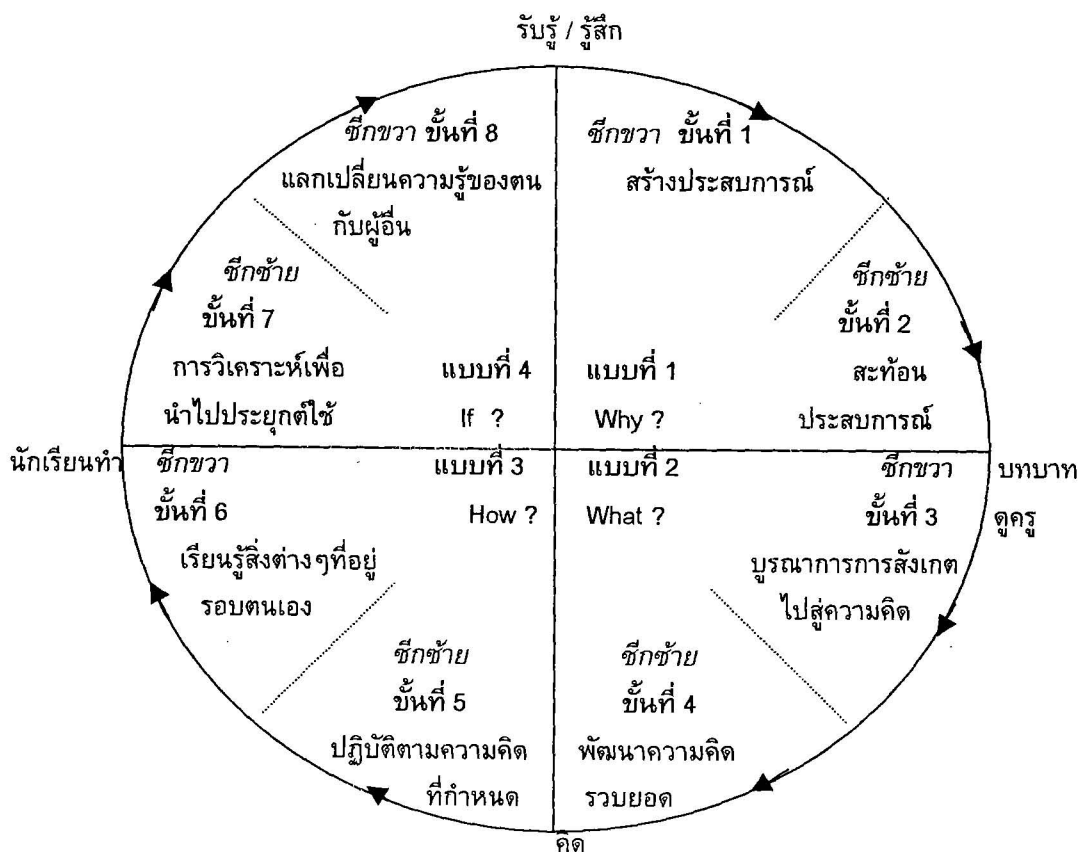 รับรู้ / รู้สึก
ซีกขวา ขั้นที่ 8
แลกเปลี่ยนความรู้ของตน
กับผู้อื่น
ซีกขวา ขั้นที่ 1
สร้างประสบการณ์
ซีกซ้าย
ขั้นที่ 7
การวิเคราะห์เพื่อ
นำไปประยุกต์ใช้
แบบที่ 4
If ?
แบบที่ 1
Why ?
ซีกซ้าย
ขั้นที่ 2
สะท้อน
ประสบการณ์
นักเรียนทำ
ซีกขวา
ขั้นที่ 6
เรียนรู้สิ่งต่างๆที่อยู่
รอบตนเอง
แบบที่ 3
How ?
แบบที่ 2
What ?
ซีกขวา
ขั้นที่ 3
บูรณาการการสังเกต
ไปสู่ความคิด
บทบาท
ดูครู
ซีกซ้าย
ขั้นที่ 5
ปฏิบัติตามความคิด
ที่กำหนด
ซีกซ้าย
ขั้นที่ 4
พัฒนาความคิด
รวบยอด
คิด